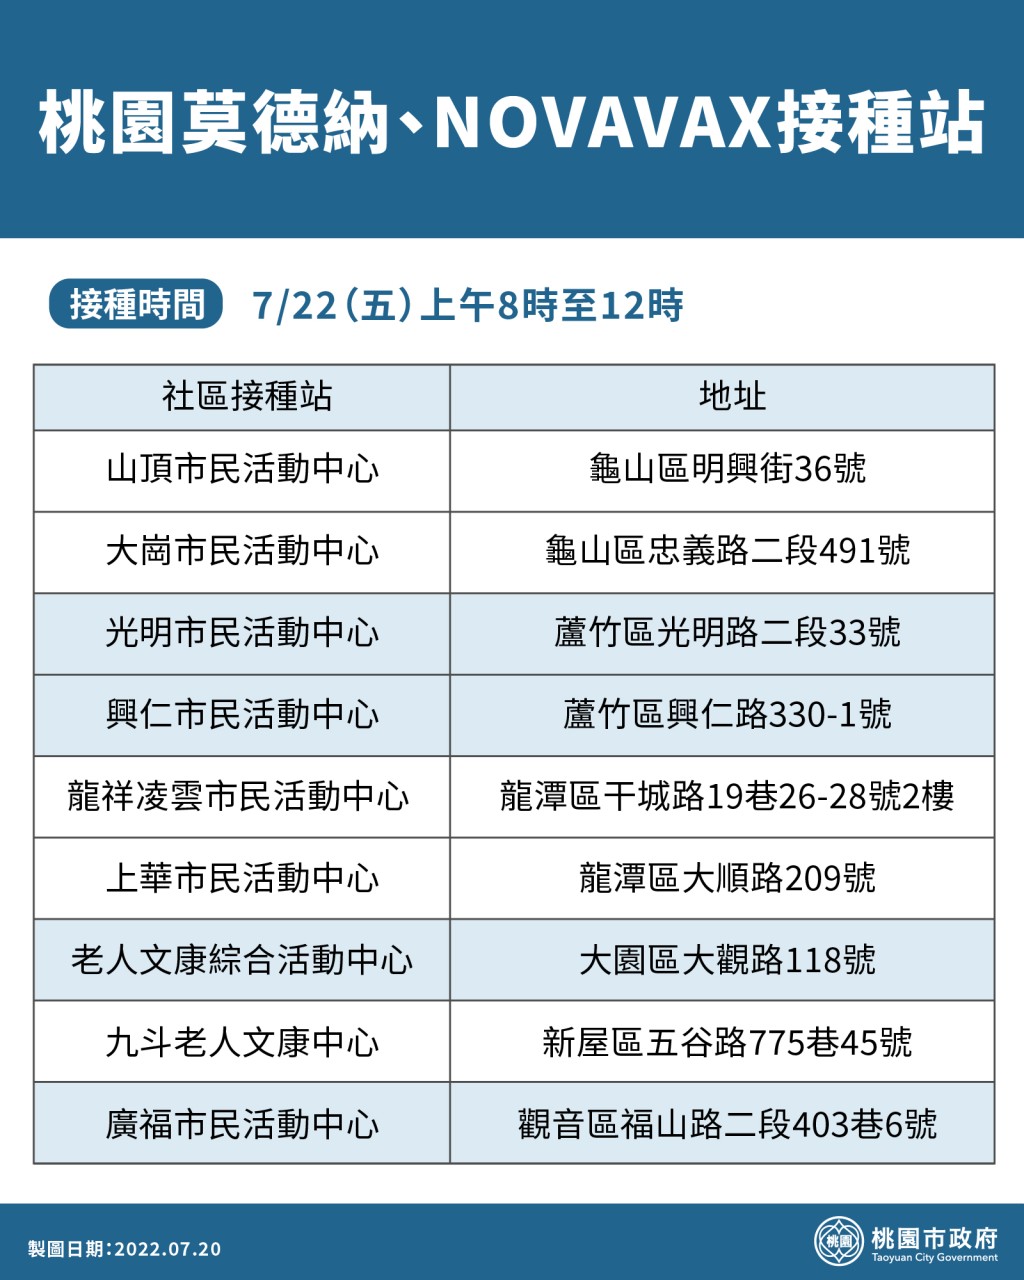 桃園莫德納、NOVAVAX接種站
接種時間 7/22（五）上午8時至12時
社區接種站 地址
山頂市民活動中心 龜山區明興街36號
大崗市民活動中心 龜山區忠義路二段491號
光明市民活動中心 蘆竹區光明路二段33號
興仁市民活動中心 蘆竹區興仁路330-1號
龍祥凌雲市民活動中心 龍潭區干城路19巷26-28號2樓
上華市民活動中心 龍潭區大順路209號
老人文康綜合活動中心 大園區大觀路118號
九斗老人文康中心 新屋區五谷路775巷45號
廣福市民活動中心 觀音區福山路二段403巷6號
製圖日期：2022.07.20
桃園 桃園市政府
Taoyuan City Government